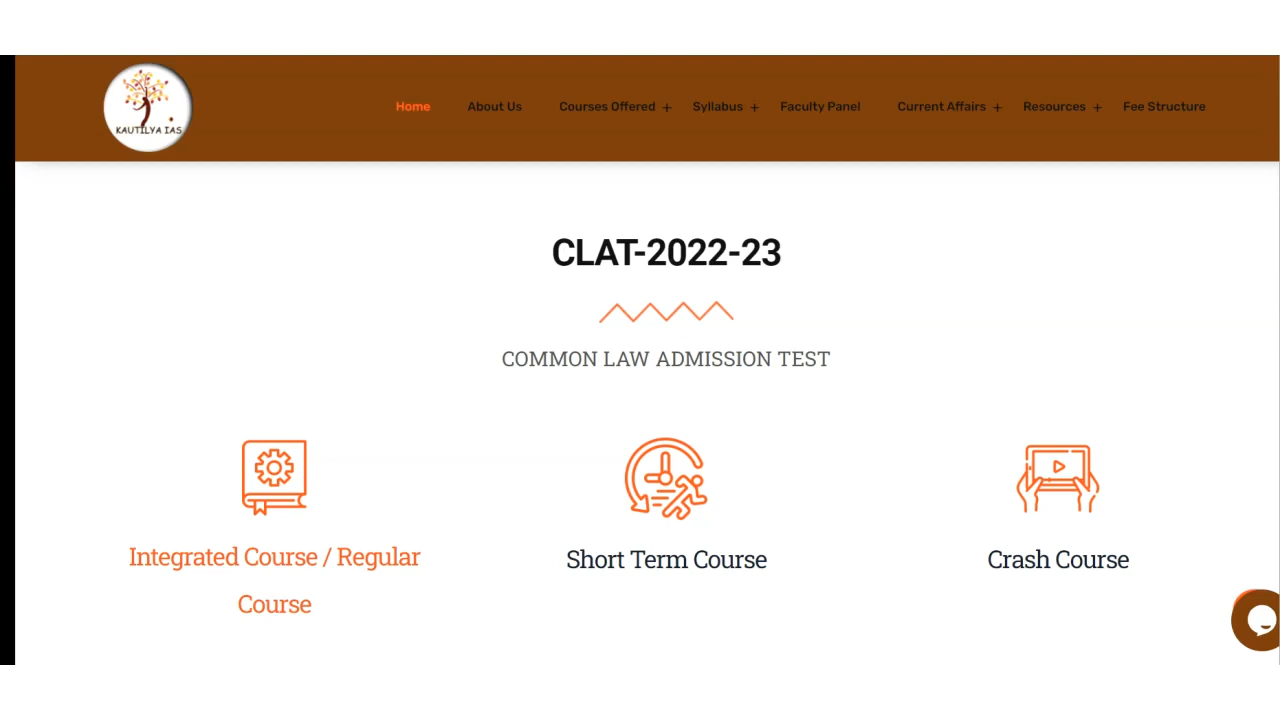 KAUTILYA IAS
Home About Us Courses Offered + Syllabus + Faculty Panel Current Affairs + Resources + Fee Structure
CLAT-2022-23
COMMON LAW ADMISSION TEST
Integrated Course / Regular
Course
Short Term Course
Crash Course